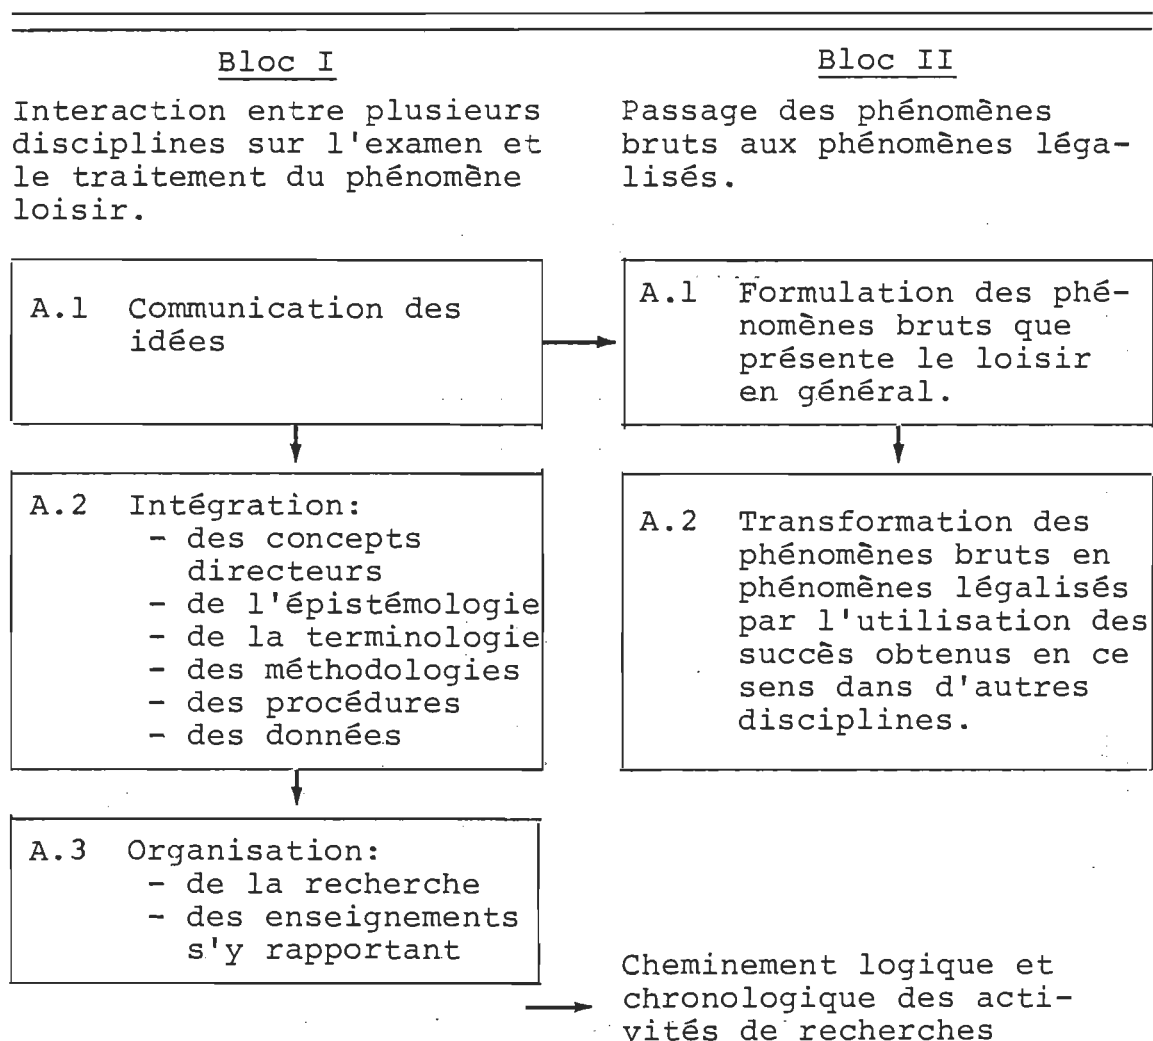 Bloc I
Interaction entre plusieurs
disciplines sur l'examen et
le traitement du phénomène
loisir.
A.1 Communication des
idées
A.2 Intégration:
- des concepts
directeurs
- de l'épistémologie
- de la terminologie
- des méthodologies
- des procédures
- des données
A.3 Organisation:
- de la recherche
- des enseignements
s'y rapportant
Bloc II
Passage des phénomènes
bruts aux phénomènes léga-
lisés.
A.1 Formulation des phé-
nomènes bruts que
présente le loisir
en général.
A.2 Transformation des
phénomènes bruts en
phénomènes légalisés
par l'utilisation des
succès obtenus en ce
sens dans d'autres
disciplines.
Cheminement logique et
chronologique des acti-
vités de recherches